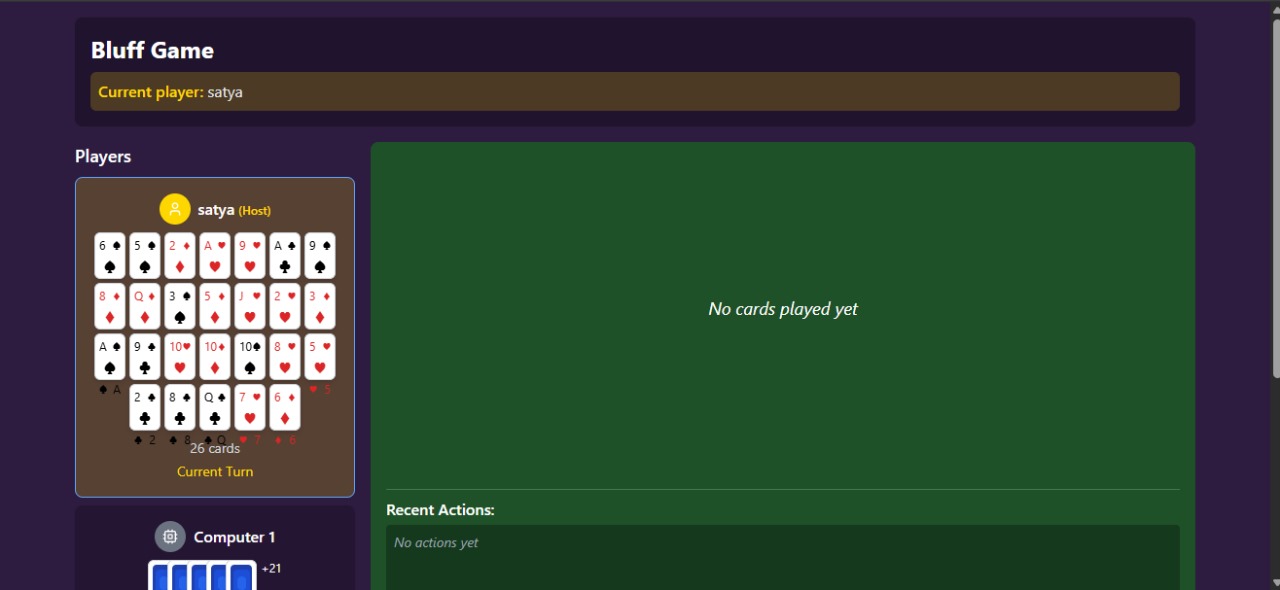 Bluff Game
Current player: satya
Players
satya (Host)
6 ♠ 5 ♠ 2 ♦ A ♥ 9 ♥ A ♣ 9 ♠
8 ♦ Q ♦ 3 ♠ 5 ♦ J ♥ 2 ♥ 3 ♦
A ♠ 9 ♣ 10♥ 10♦ 10♠ 8 ♥ 5 ♥
♠ A ♥ 5
2 ♣ 8 ♣ Q ♣ 7 ♥ 6 ♦
♣ 2 ♣ 8 ♣ Q ♥ 7 ♦ 6
26 cards
Current Turn
Computer 1
+21
No cards played yet
Recent Actions:
No actions yet